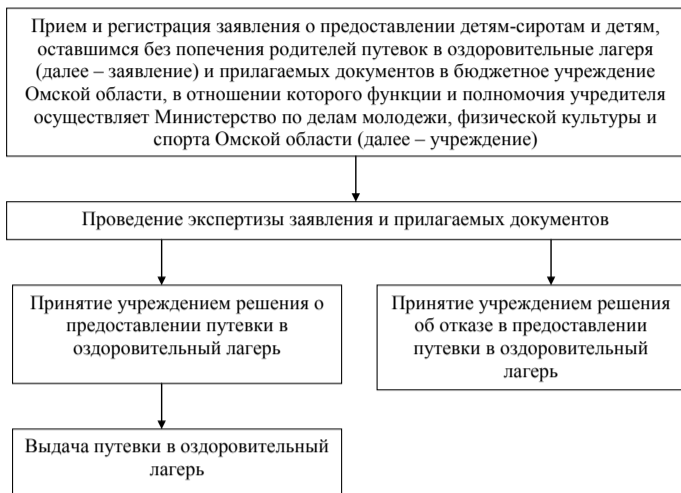 Прием и регистрация заявления о предоставлении детям-сиротам и детям,
оставшимся без попечения родителей путевок в оздоровительные лагеря
(далее – заявление) и прилагаемых документов в бюджетное учреждение
Омской области, в отношении которого функции и полномочия учредителя
осуществляет Министерство по делам молодежи, физической культуры и
спорта Омской области (далее – учреждение)
Проведение экспертизы заявления и прилагаемых документов
Принятие учреждением решения о
предоставлении путевки в
оздоровительный лагерь
Принятие учреждением решения
об отказе в предоставлении
путевки в оздоровительный
лагерь
Выдача путевки в оздоровительный
лагерь